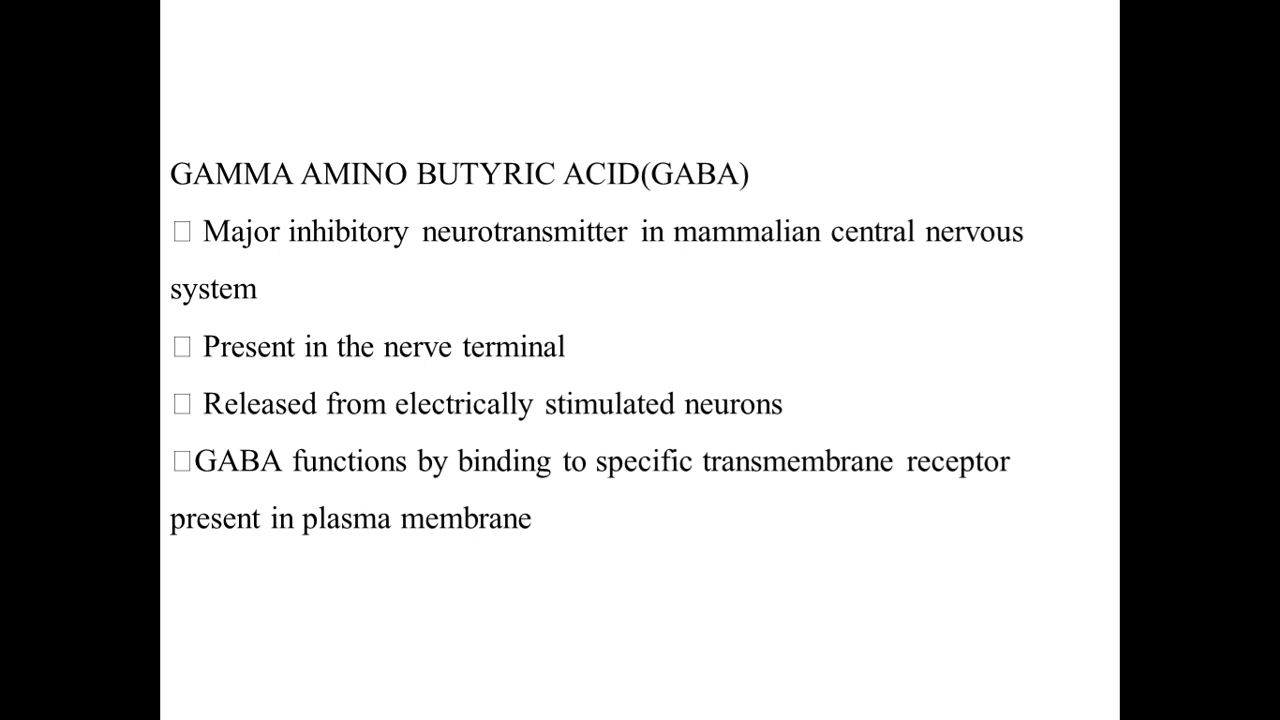 GAMMA AMINO BUTYRIC ACID(GABA)
□ Major inhibitory neurotransmitter in mammalian central nervous
system
□ Present in the nerve terminal
□ Released from electrically stimulated neurons
□GABA functions by binding to specific transmembrane receptor
present in plasma membrane